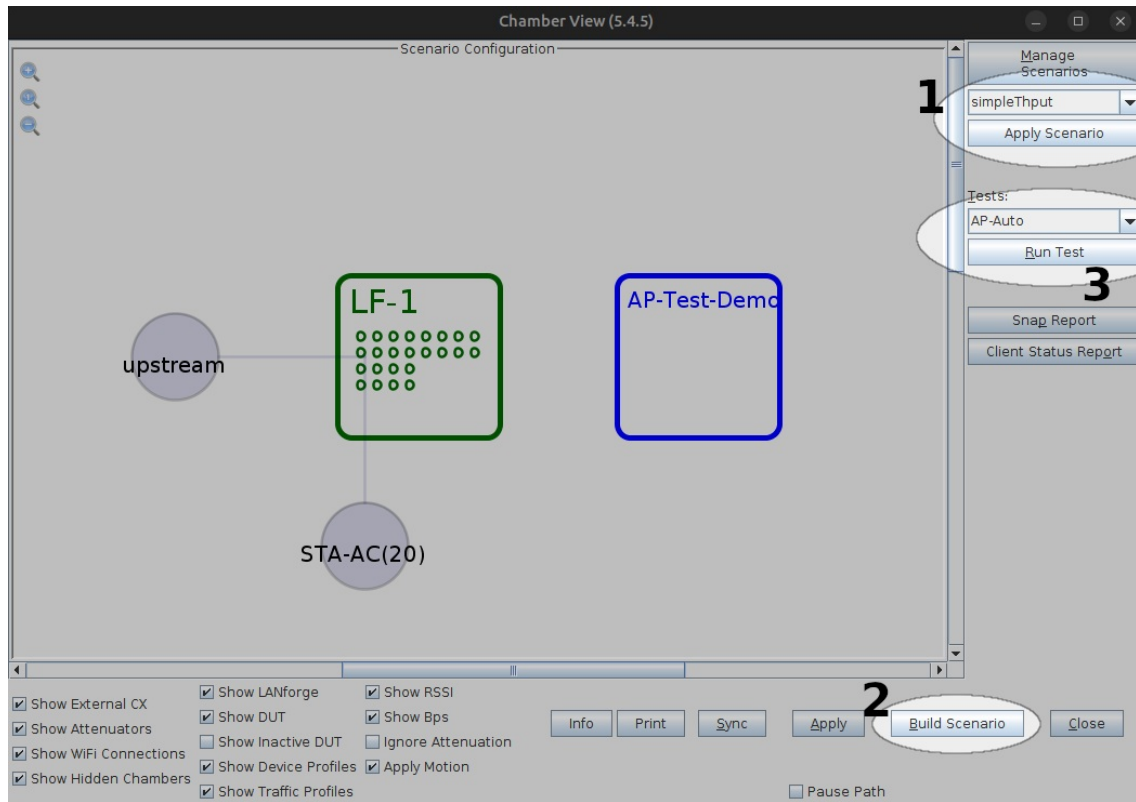 Chamber View (5.4.5)
Scenario Configuration
Manage
Scenarios
1
simpleThput
Apply Scenario
Tests:
AP-Auto
Run Test
3
Snap Report
Client Status Report
LF-1
AP-Test-Demo
upstream
STA-AC(20)
Show External CX
Show Attenuators
Show WiFi Connections
Show Hidden Chambers
Show LANforge
Show DUT
Show Inactive DUT
Show Device Profiles
Show Traffic Profiles
Show RSSI
Show Bps
Ignore Attenuation
Apply Motion
Info
Print
Sync
Apply
2
Build Scenario
Close
Pause Path